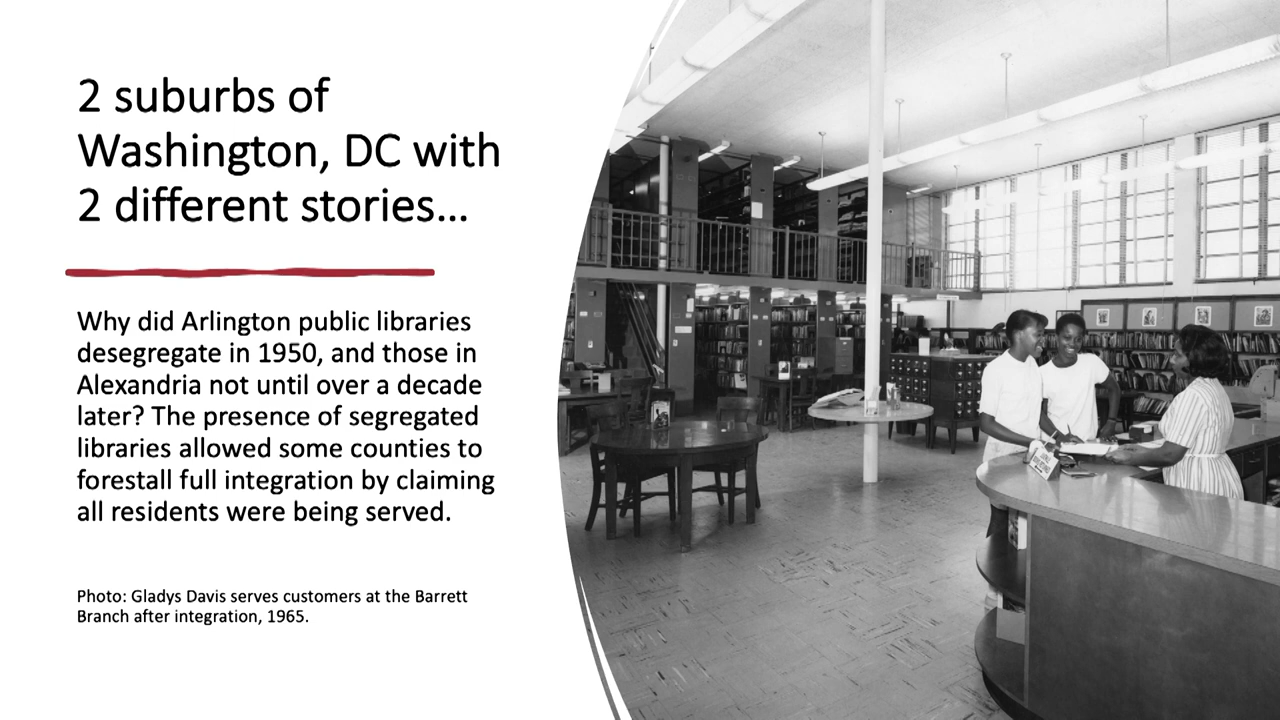 2 suburbs of
Washington, DC with
2 different stories...
Why did Arlington public libraries
desegregate in 1950, and those in
Alexandria not until over a decade
later? The presence of segregated
libraries allowed some counties to
forestall full integration by claiming
all residents were being served.
Photo: Gladys Davis serves customers at the Barrett
Branch after integration, 1965.